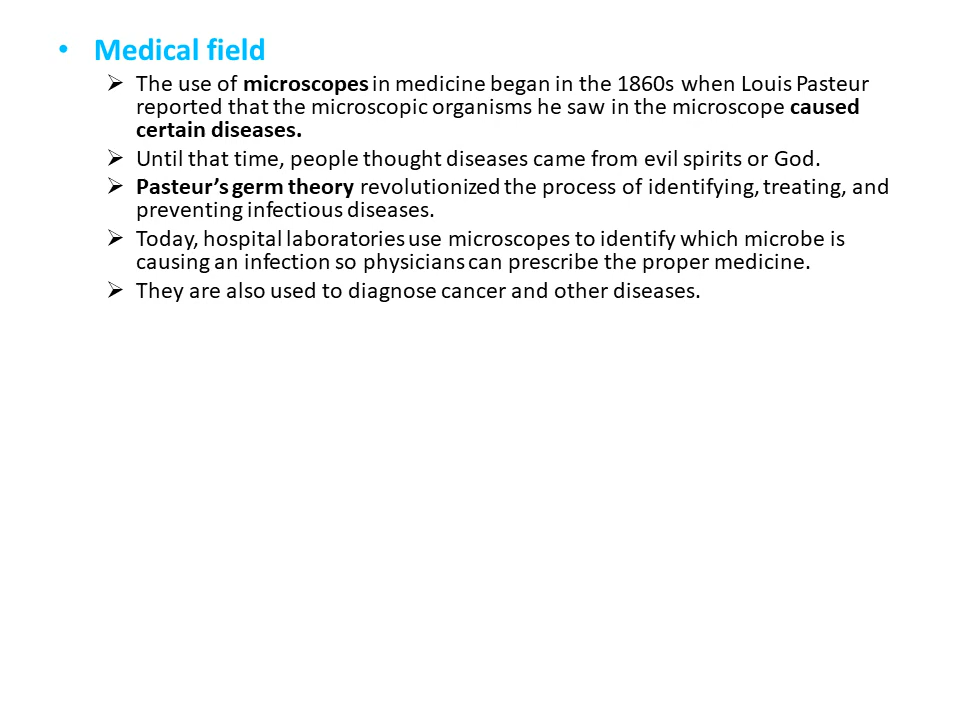 • Medical field
➢ The use of microscopes in medicine began in the 1860s when Louis Pasteur
reported that the microscopic organisms he saw in the microscope caused
certain diseases.
➢ Until that time, people thought diseases came from evil spirits or God.
➢ Pasteur’s germ theory revolutionized the process of identifying, treating, and
preventing infectious diseases.
➢ Today, hospital laboratories use microscopes to identify which microbe is
causing an infection so physicians can prescribe the proper medicine.
➢ They are also used to diagnose cancer and other diseases.